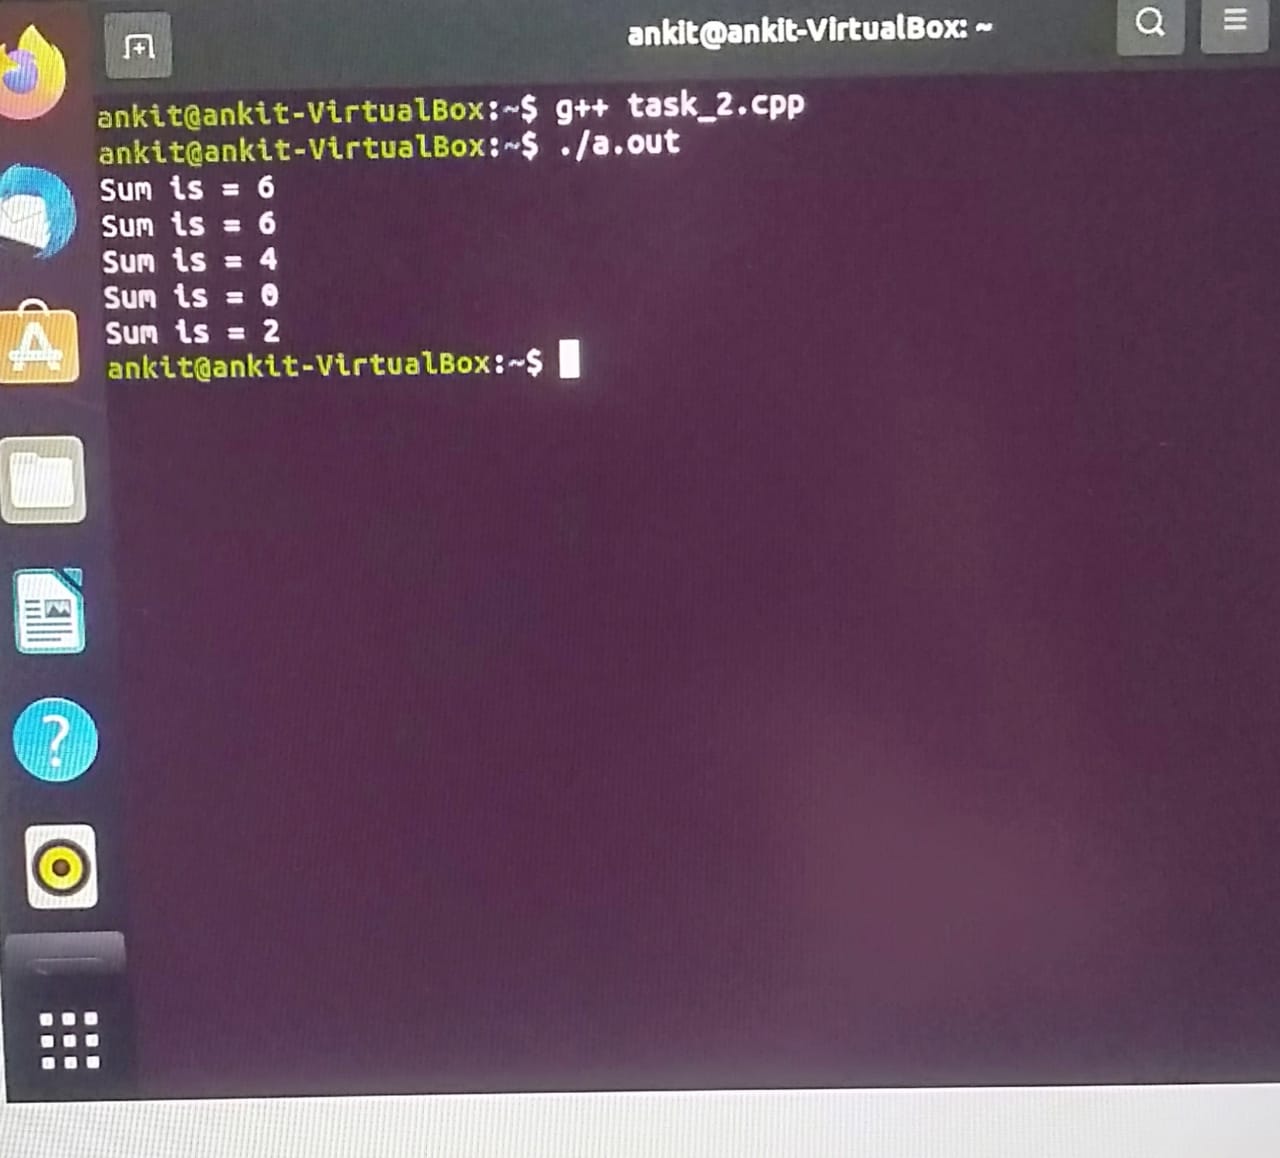 ankit@ankit-VirtualBox: ~
ankit@ankit-VirtualBox:~$ g++ task_2.cpp
ankit@ankit-VirtualBox:~$ ./a.out
Sum is = 6
Sum is = 6
Sum is = 4
Sum is = 0
Sum is = 2
ankit@ankit-VirtualBox:~$